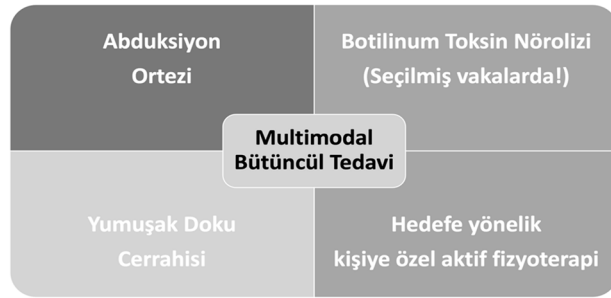 Abduksiyon
Ortezi
Botilinum Toksin Nörolizi
(Seçilmiş vakalarda!)
Multimodal
Bütüncül Tedavi
Yumuşak Doku
Cerrahisi
Hedefe yönelik
kişiye özel aktif fizyoterapi